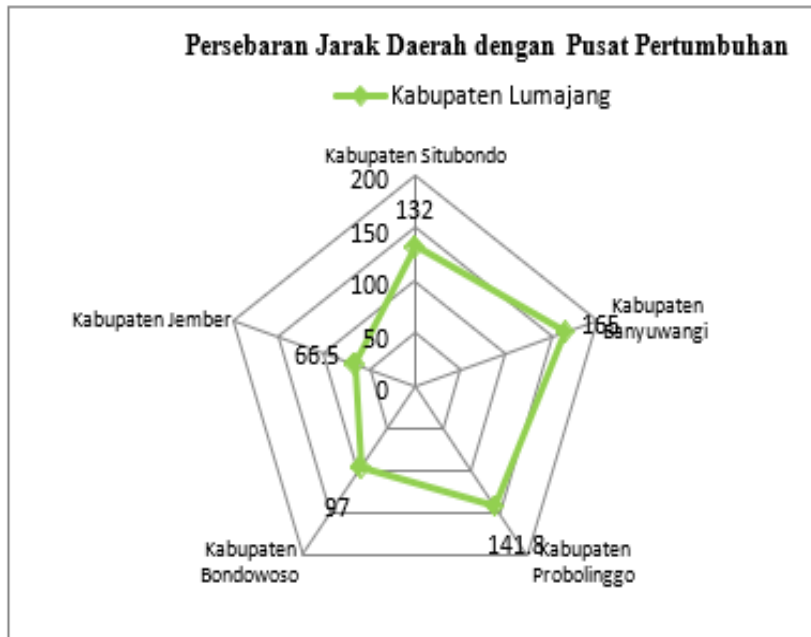 Persebaran Jarak Daerah dengan Pusat Pertumbuhan
Kabupaten Lumajang
Kabupaten Situbondo
200
132
150
100
50
0
Kabupaten
Banyuwangi
165
Kabupaten Jember
66.5
97
141.8
Kabupaten
Bondowoso
Kabupaten
Probolinggo